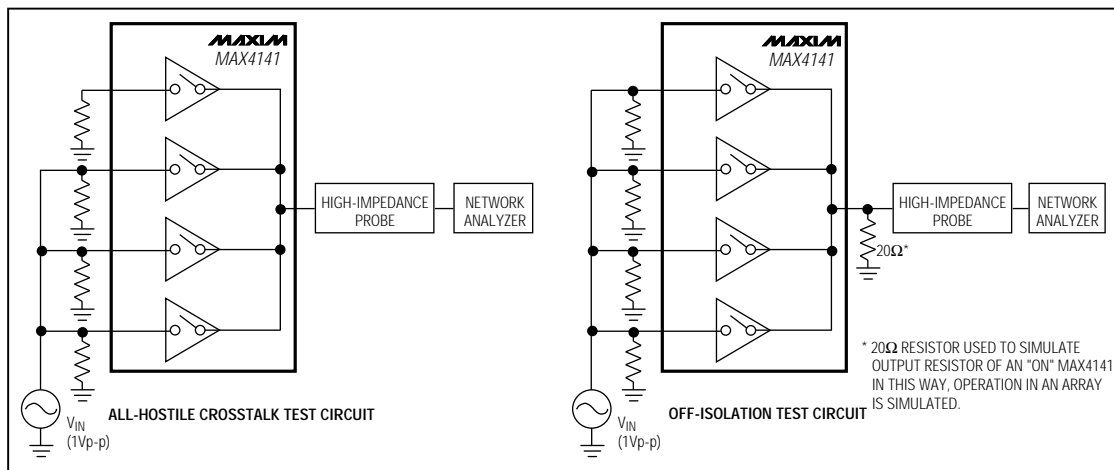 MAXIM
MAX4141
HIGH-IMPEDANCE
PROBE
NETWORK
ANALYZER
VIN
(1Vp-p)
ALL-HOSTILE CROSSTALK TEST CIRCUIT
MAXIM
MAX4141
HIGH-IMPEDANCE
PROBE
NETWORK
ANALYZER
20Ω*
VIN
(1Vp-p)
OFF-ISOLATION TEST CIRCUIT
* 20Ω RESISTOR USED TO SIMULATE
OUTPUT RESISTOR OF AN "ON" MAX4141
IN THIS WAY, OPERATION IN AN ARRAY
IS SIMULATED.